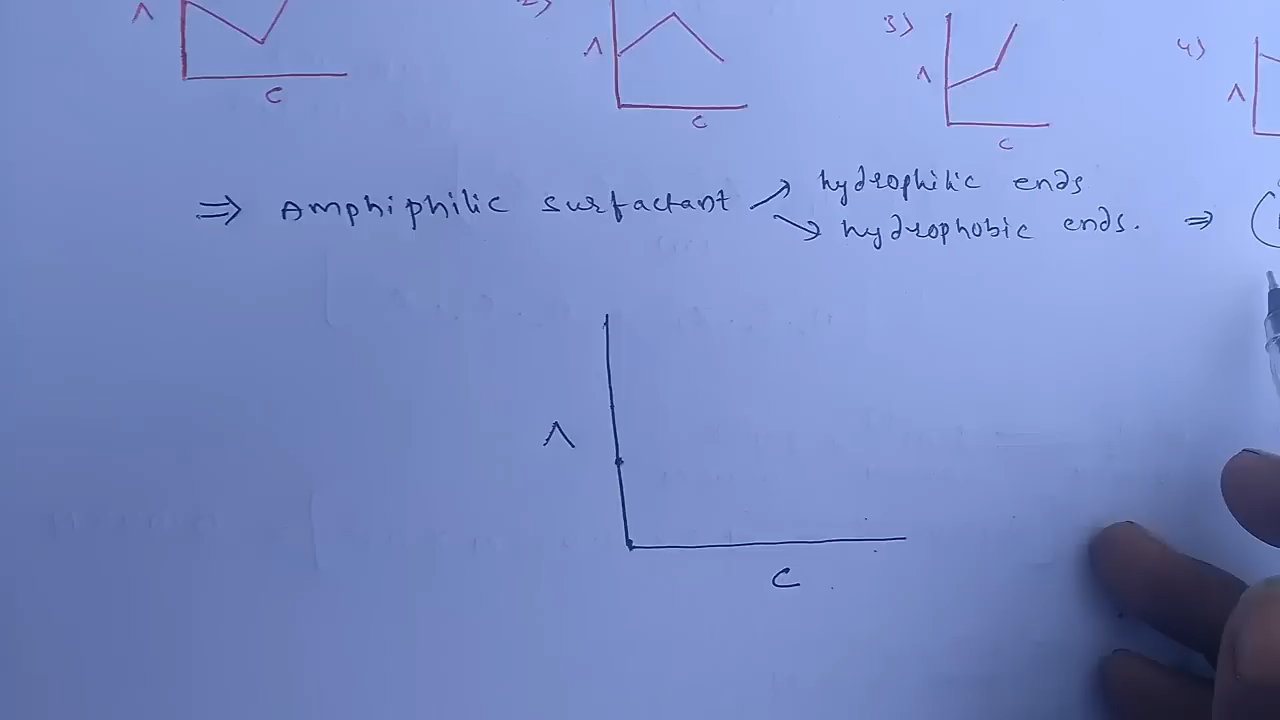 Λ C
2) Λ C
3) Λ C
4) Λ
⇒ Amphiphilic surfactant ↗ hydrophilic ends
↘ hydrophobic ends. ⇒ (
Λ
C